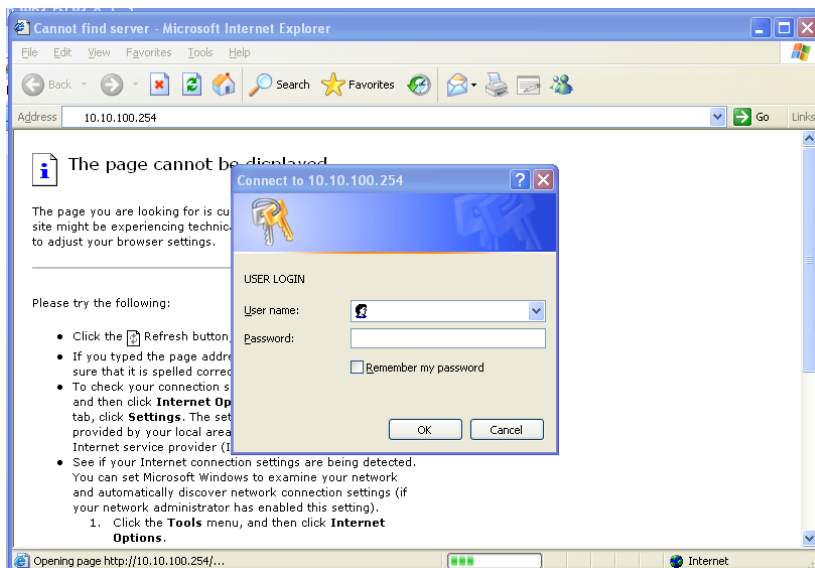 Cannot find server - Microsoft Internet Explorer
File Edit View Favorites Tools Help
Back Search Favorites
Address 10.10.100.254 Go Links
The page cannot be displayed
The page you are looking for is cu
site might be experiencing technic
to adjust your browser settings.
Please try the following:
Click the Refresh button
If you typed the page addre
sure that it is spelled correc
To check your connection s
and then click Internet Op
tab, click Settings. The set
provided by your local area
Internet service provider (I
See if your Internet connection settings are being detected.
You can set Microsoft Windows to examine your network
and automatically discover network connection settings (if
your network administrator has enabled this setting).
1. Click the Tools menu, and then click Internet
Options.
Connect to 10.10.100.254
USER LOGIN
User name:
Password:
Remember my password
OK Cancel
Opening page http://10.10.100.254/... Internet